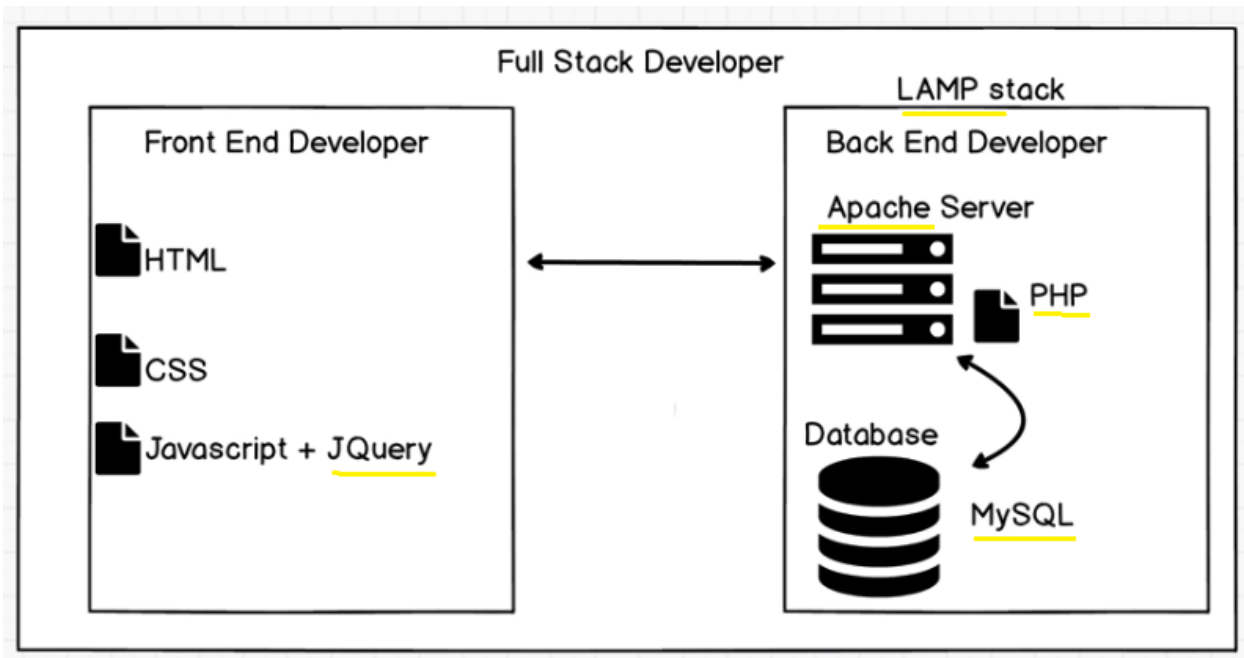 Full Stack Developer
Front End Developer
HTML
CSS
Javascript + JQuery
LAMP stack
Back End Developer
Apache Server
PHP
Database
MySQL